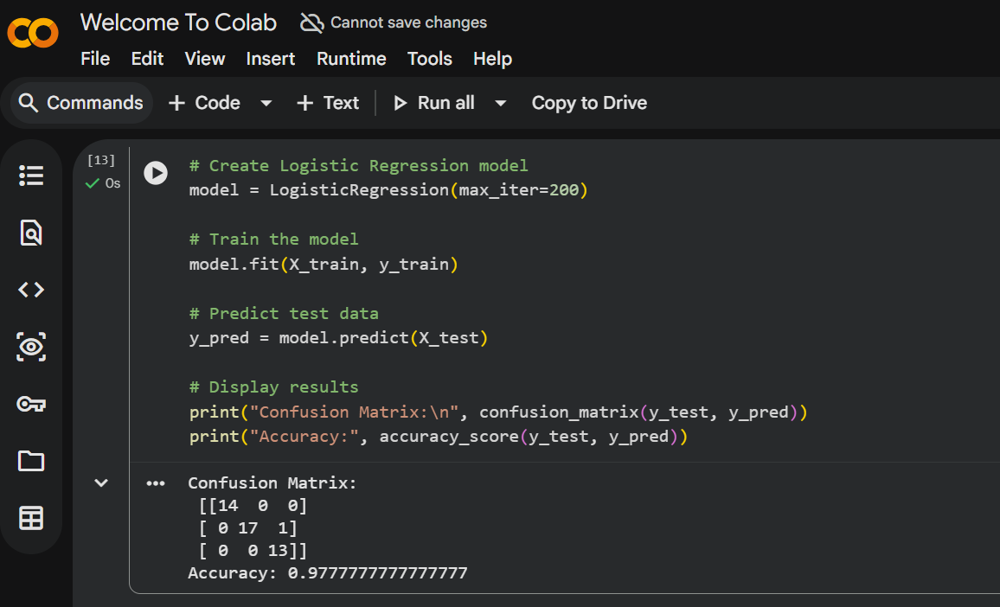 Welcome To Colab Cannot save changes
File Edit View Insert Runtime Tools Help
Commands + Code + Text Run all Copy to Drive
[13]
0s
# Create Logistic Regression model
model = LogisticRegression(max_iter=200)
# Train the model
model.fit(X_train, y_train)
# Predict test data
y_pred = model.predict(X_test)
# Display results
print("Confusion Matrix:\n", confusion_matrix(y_test, y_pred))
print("Accuracy:", accuracy_score(y_test, y_pred))
Confusion Matrix:
[[14  0  0]
[ 0 17  1]
[ 0  0 13]]
Accuracy: 0.9777777777777777